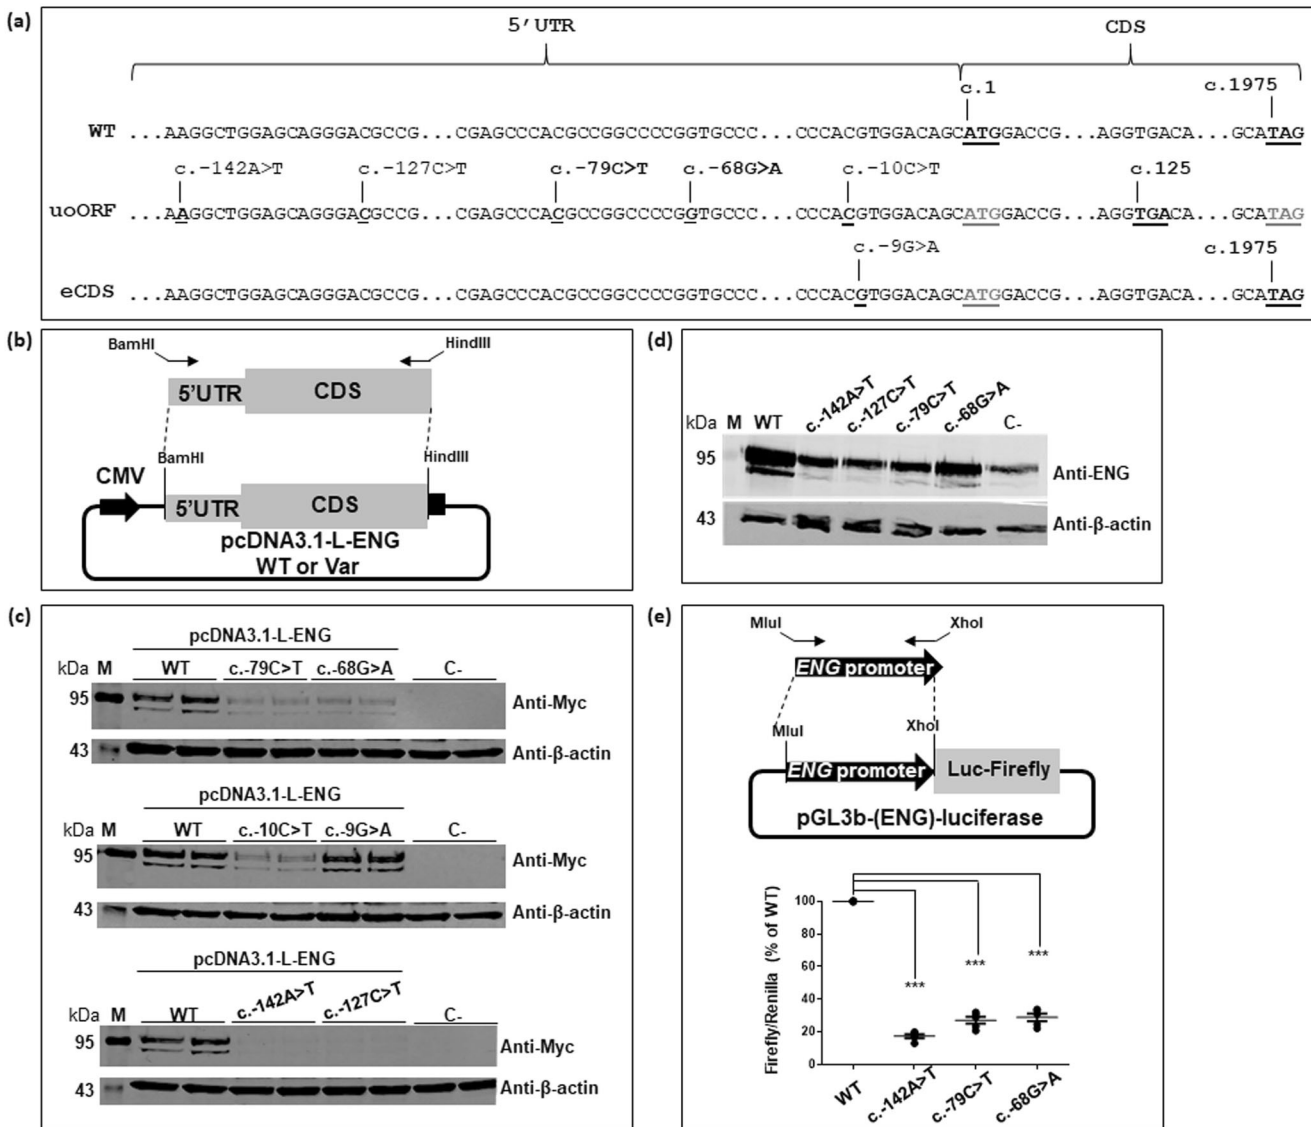 (a)
5′UTR CDS
c.1 c.1975
WT ...AAGGCTGGAGCAGGGACGCCG...CGAGCCCACGCCGGCCCCGGTGCCC...CCCACGTGGACAGCATGGACCG...AGGTGACA...GCATAG
c.-142A>T c.-127C>T c.-79C>T c.-68G>A c.-10C>T c.125
uoORF ...AAGGCTGGAGCAGGGACGCCG...CGAGCCCACGCCGGCCCCGGTGCCC...CCCACGTGGACAGCATGGACCG...AGGTGACA...GCATAG
c.-9G>A c.1975
eCDS ...AAGGCTGGAGCAGGGACGCCG...CGAGCCCACGCCGGCCCCGGTGCCC...CCCACGTGGACAGCATGGACCG...AGGTGACA...GCATAG
(b)
BamHI HindIII
5'UTR CDS
BamHI HindIII
CMV
5'UTR CDS
pcDNA3.1-L-ENG
WT or Var
(d)
c.-142A>T c.-127C>T c.-79C>T c.-68G>A
kDa M WT C-
95 Anti-ENG
43 Anti-β-actin
(c)
pcDNA3.1-L-ENG
kDa M WT c.-79C>T c.-68G>A C-
95 Anti-Myc
43 Anti-β-actin
pcDNA3.1-L-ENG
kDa M WT c.-10C>T c.-9G>A C-
95 Anti-Myc
43 Anti-β-actin
pcDNA3.1-L-ENG
c.-142A>T c.-127C>T
kDa M WT C-
95 Anti-Myc
43 Anti-β-actin
(e)
MluI XhoI
ENG promoter
MluI XhoI
ENG promoter Luc-Firefly
pGL3b-(ENG)-luciferase
Firefly/Renilla (% of WT)
100
80
60
40
20
0
*** *** ***
WT c.-142A>T c.-79C>T c.-68G>A